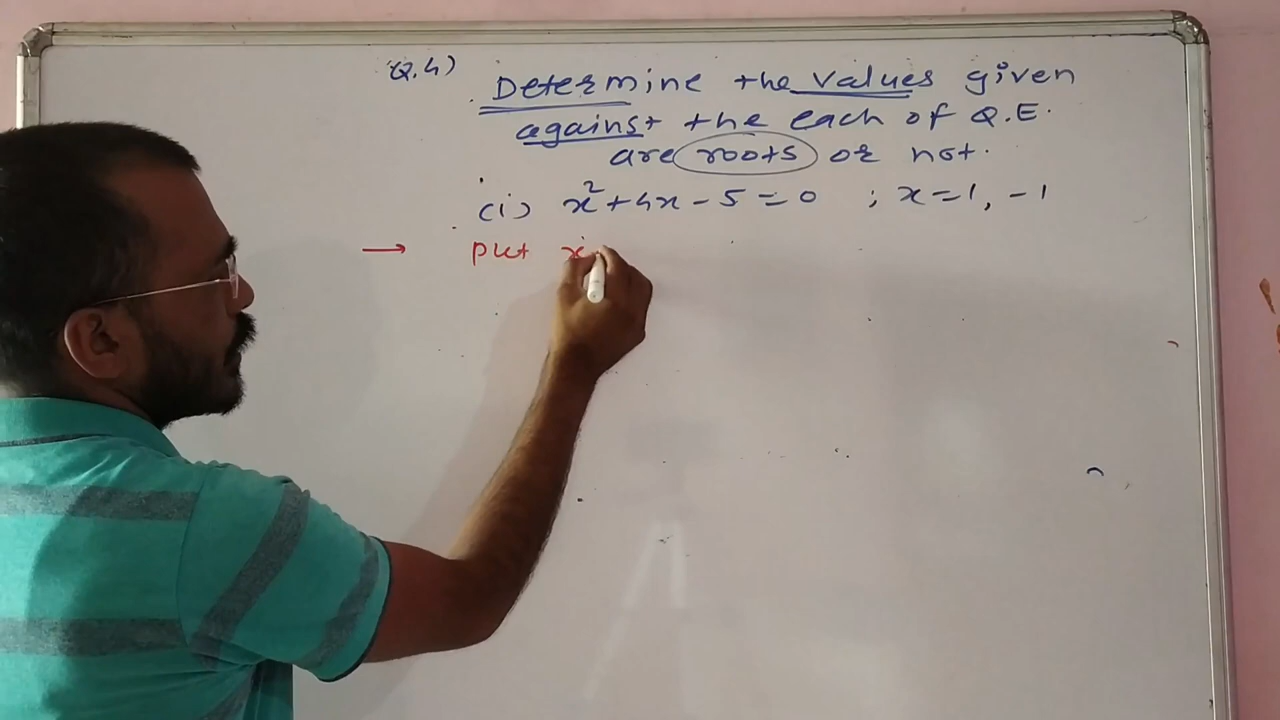 Q.4) Determine the values given
against the each of Q.E.
are roots or not.
(i) x²+4x-5=0 ; x=1, -1
→ put x